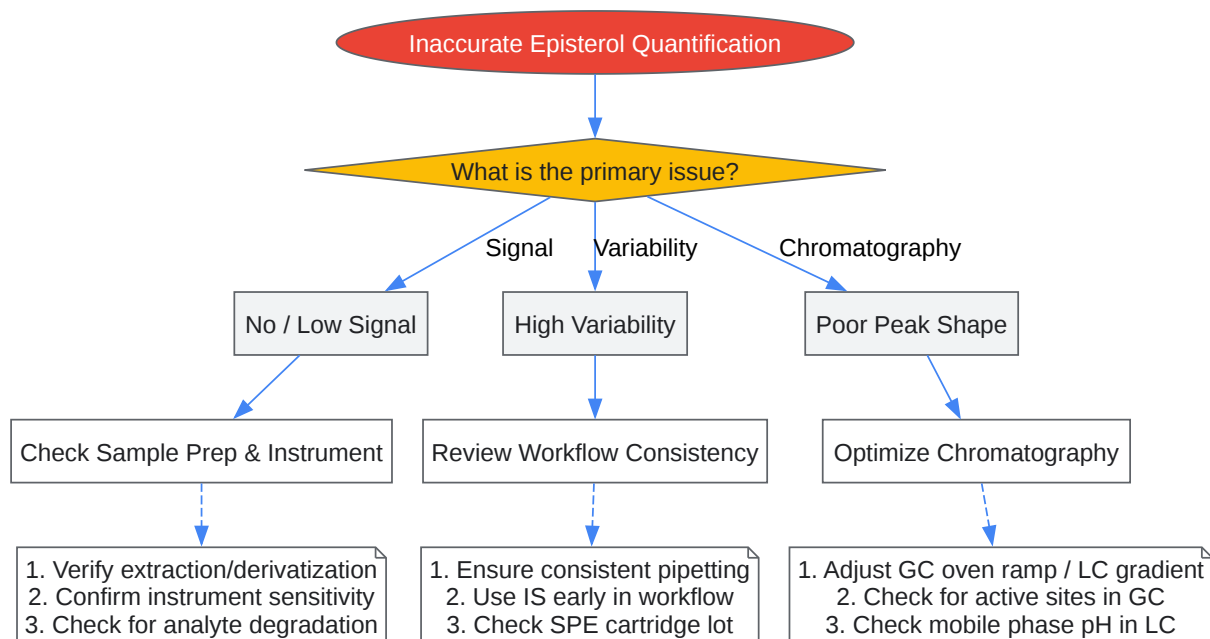 Inaccurate Episterol Quantification
What is the primary issue?
Signal
Variability
Chromatography
No / Low Signal
High Variability
Poor Peak Shape
Check Sample Prep & Instrument
Review Workflow Consistency
Optimize Chromatography
1. Verify extraction/derivatization
2. Confirm instrument sensitivity
3. Check for analyte degradation
1. Ensure consistent pipetting
2. Use IS early in workflow
3. Check SPE cartridge lot
1. Adjust GC oven ramp / LC gradient
2. Check for active sites in GC
3. Check mobile phase pH in LC